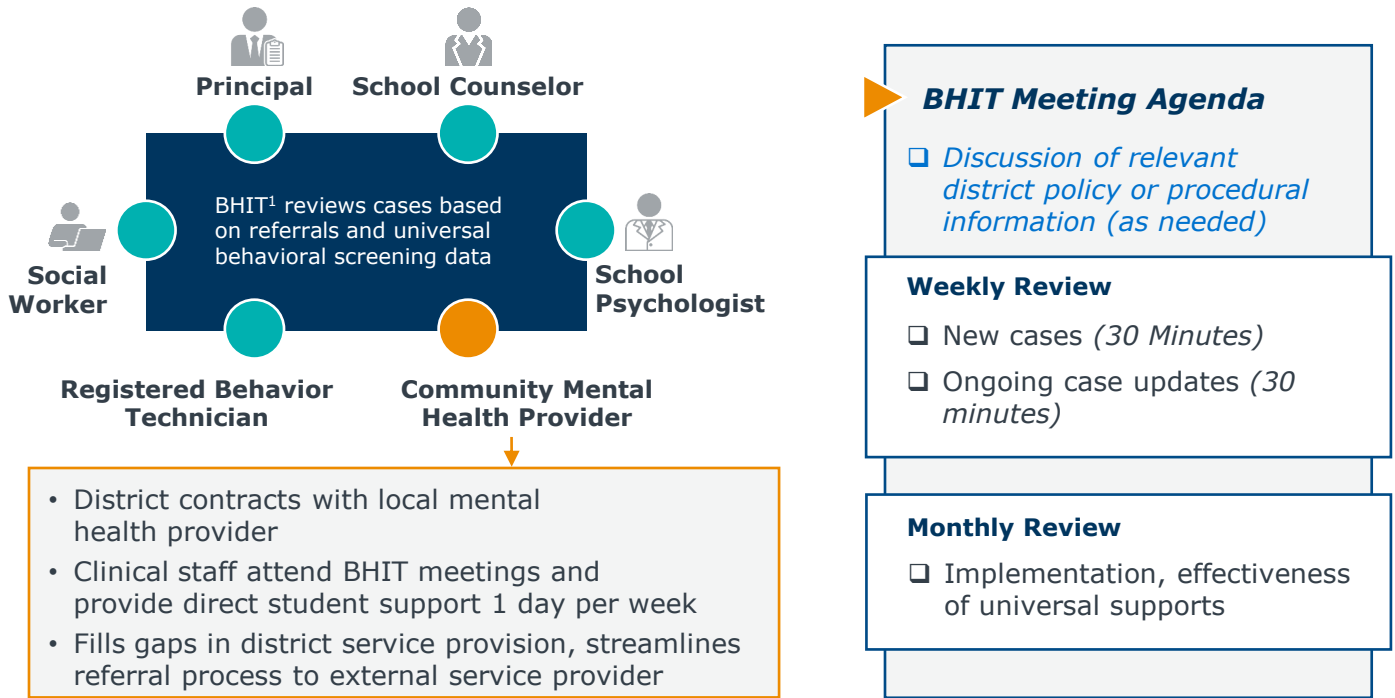 Principal
School Counselor
BHIT¹ reviews cases based
on referrals and universal
behavioral screening data
Social
Worker
School
Psychologist
Registered Behavior
Technician
Community Mental
Health Provider
• District contracts with local mental
health provider
• Clinical staff attend BHIT meetings and
provide direct student support 1 day per week
• Fills gaps in district service provision, streamlines
referral process to external service provider
BHIT Meeting Agenda
❑ Discussion of relevant
district policy or procedural
information (as needed)
Weekly Review
❑ New cases (30 Minutes)
❑ Ongoing case updates (30
minutes)
Monthly Review
❑ Implementation, effectiveness
of universal supports